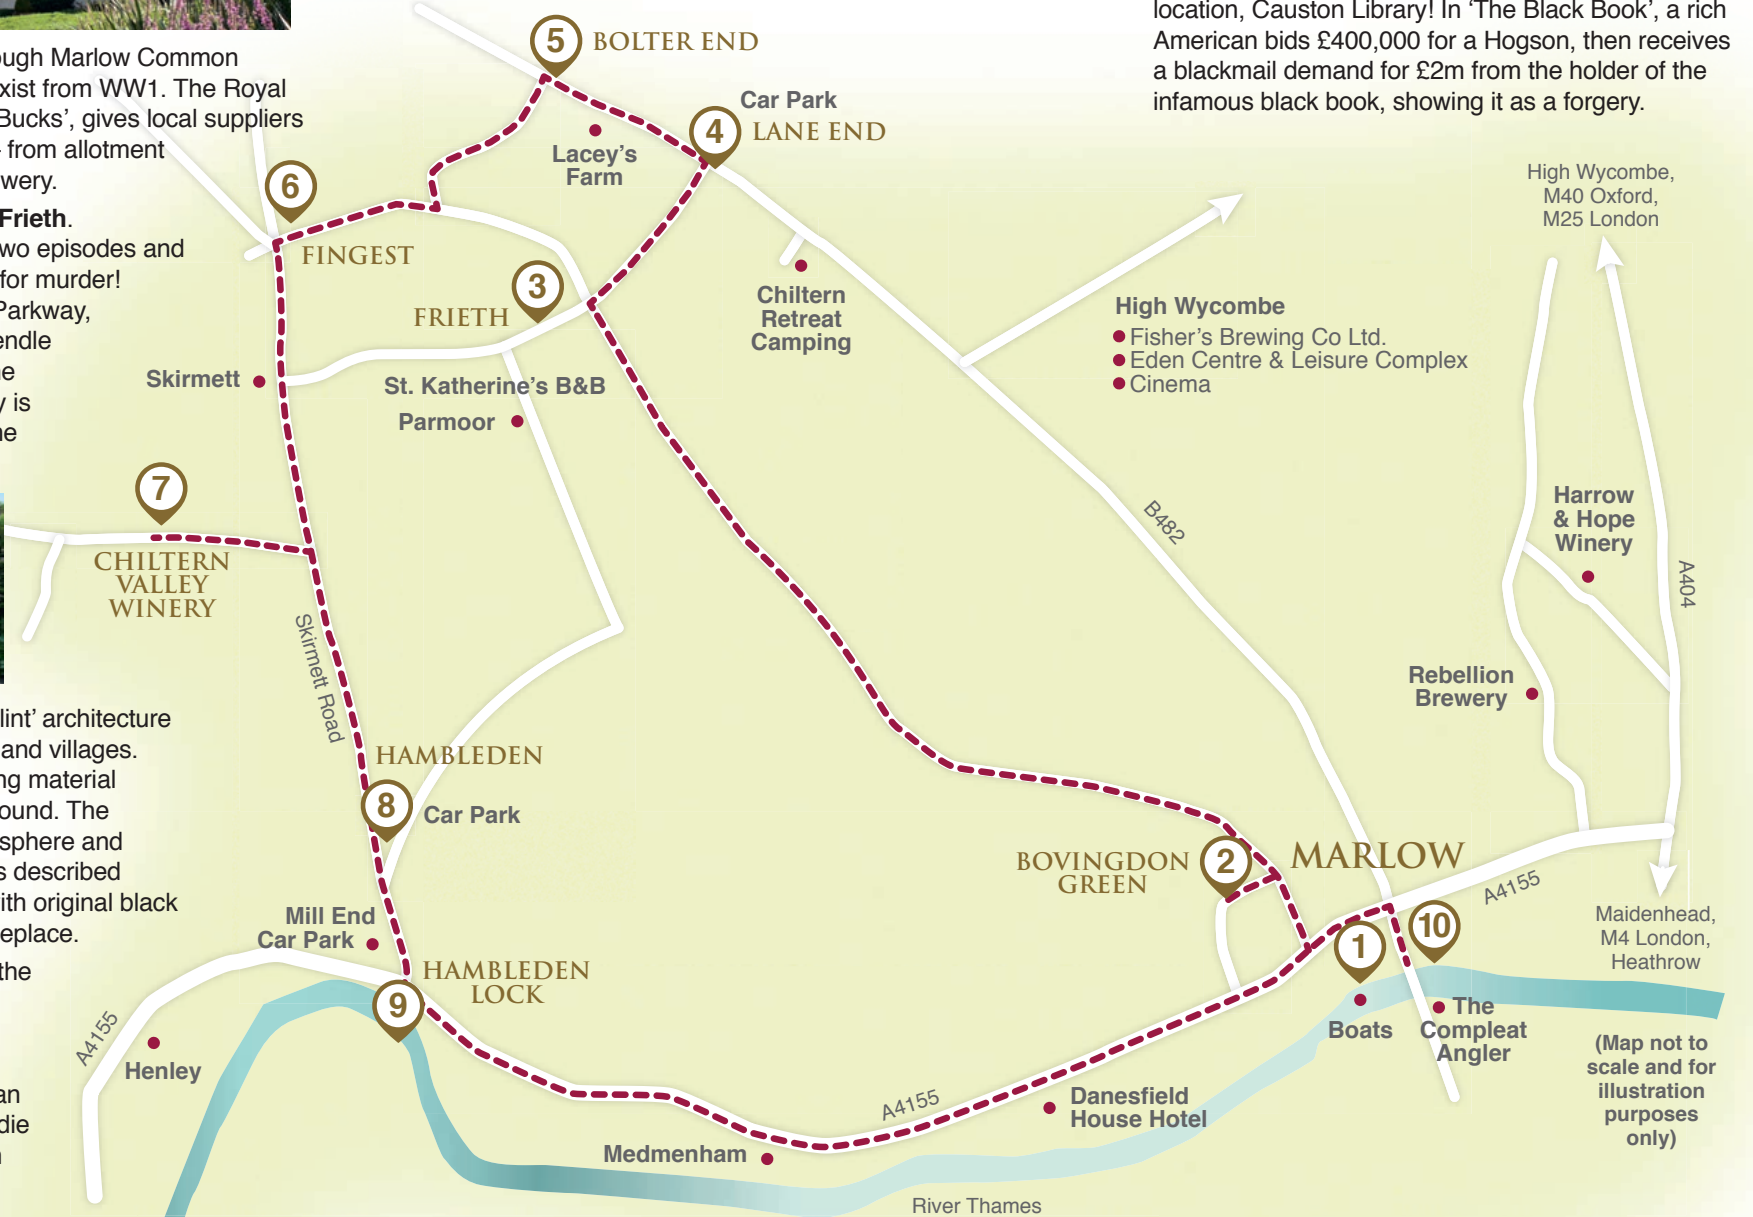 ough Marlow Common
xist from WW1. The Royal
Bucks’, gives local suppliers
from allotment
wery.
Frieth.
wo episodes and
for murder!
Parkway,
endle
ne
y is
ne
lint’ architecture
and villages.
ng material
ound. The
sphere and
s described
with original black
eplace.
the
an
die
location, Causton Library! In ‘The Black Book’, a rich
American bids £400,000 for a Hogson, then receives
a blackmail demand for £2m from the holder of the
infamous black book, showing it as a forgery.
5
BOLTER END
Car Park
4
LANE END
Lacey’s
Farm
6
FINGEST
3
FRIETH
Chiltern
Retreat
Camping
High Wycombe,
M40 Oxford,
M25 London
High Wycombe
Fisher’s Brewing Co Ltd.
Eden Centre & Leisure Complex
Cinema
Skirmett
St. Katherine’s B&B
Parmoor
7
CHILTERN
VALLEY
WINERY
B482
Harrow
& Hope
Winery
A404
Skirmett Road
Rebellion
Brewery
HAMBLEDEN
8
Car Park
BOVINGDON
GREEN
2
MARLOW
A4155
Mill End
Car Park
1
10
Maidenhead,
M4 London,
Heathrow
HAMBLEDEN
LOCK
9
A4155
Henley
Boats
The
Compleat
Angler
(Map not to
scale and for
illustration
purposes
only)
A4155
Danesfield
House Hotel
Medmenham
River Thames